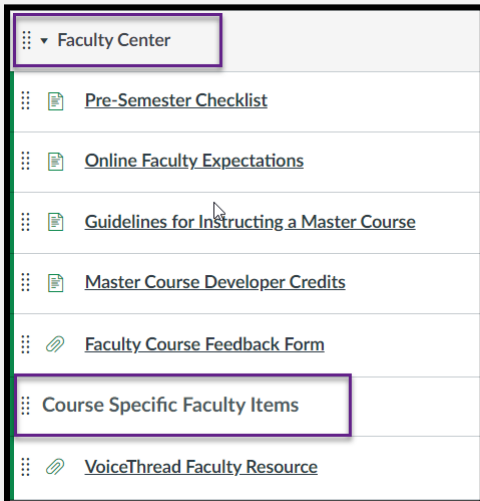 Faculty Center
Pre-Semester Checklist
Online Faculty Expectations
Guidelines for Instructing a Master Course
Master Course Developer Credits
Faculty Course Feedback Form
Course Specific Faculty Items
VoiceThread Faculty Resource